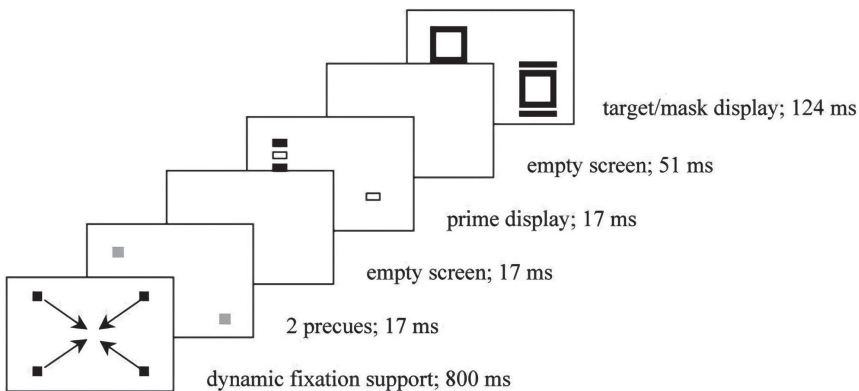 target/mask display; 124 ms
empty screen; 51 ms
prime display; 17 ms
empty screen; 17 ms
2 precues; 17 ms
dynamic fixation support; 800 ms